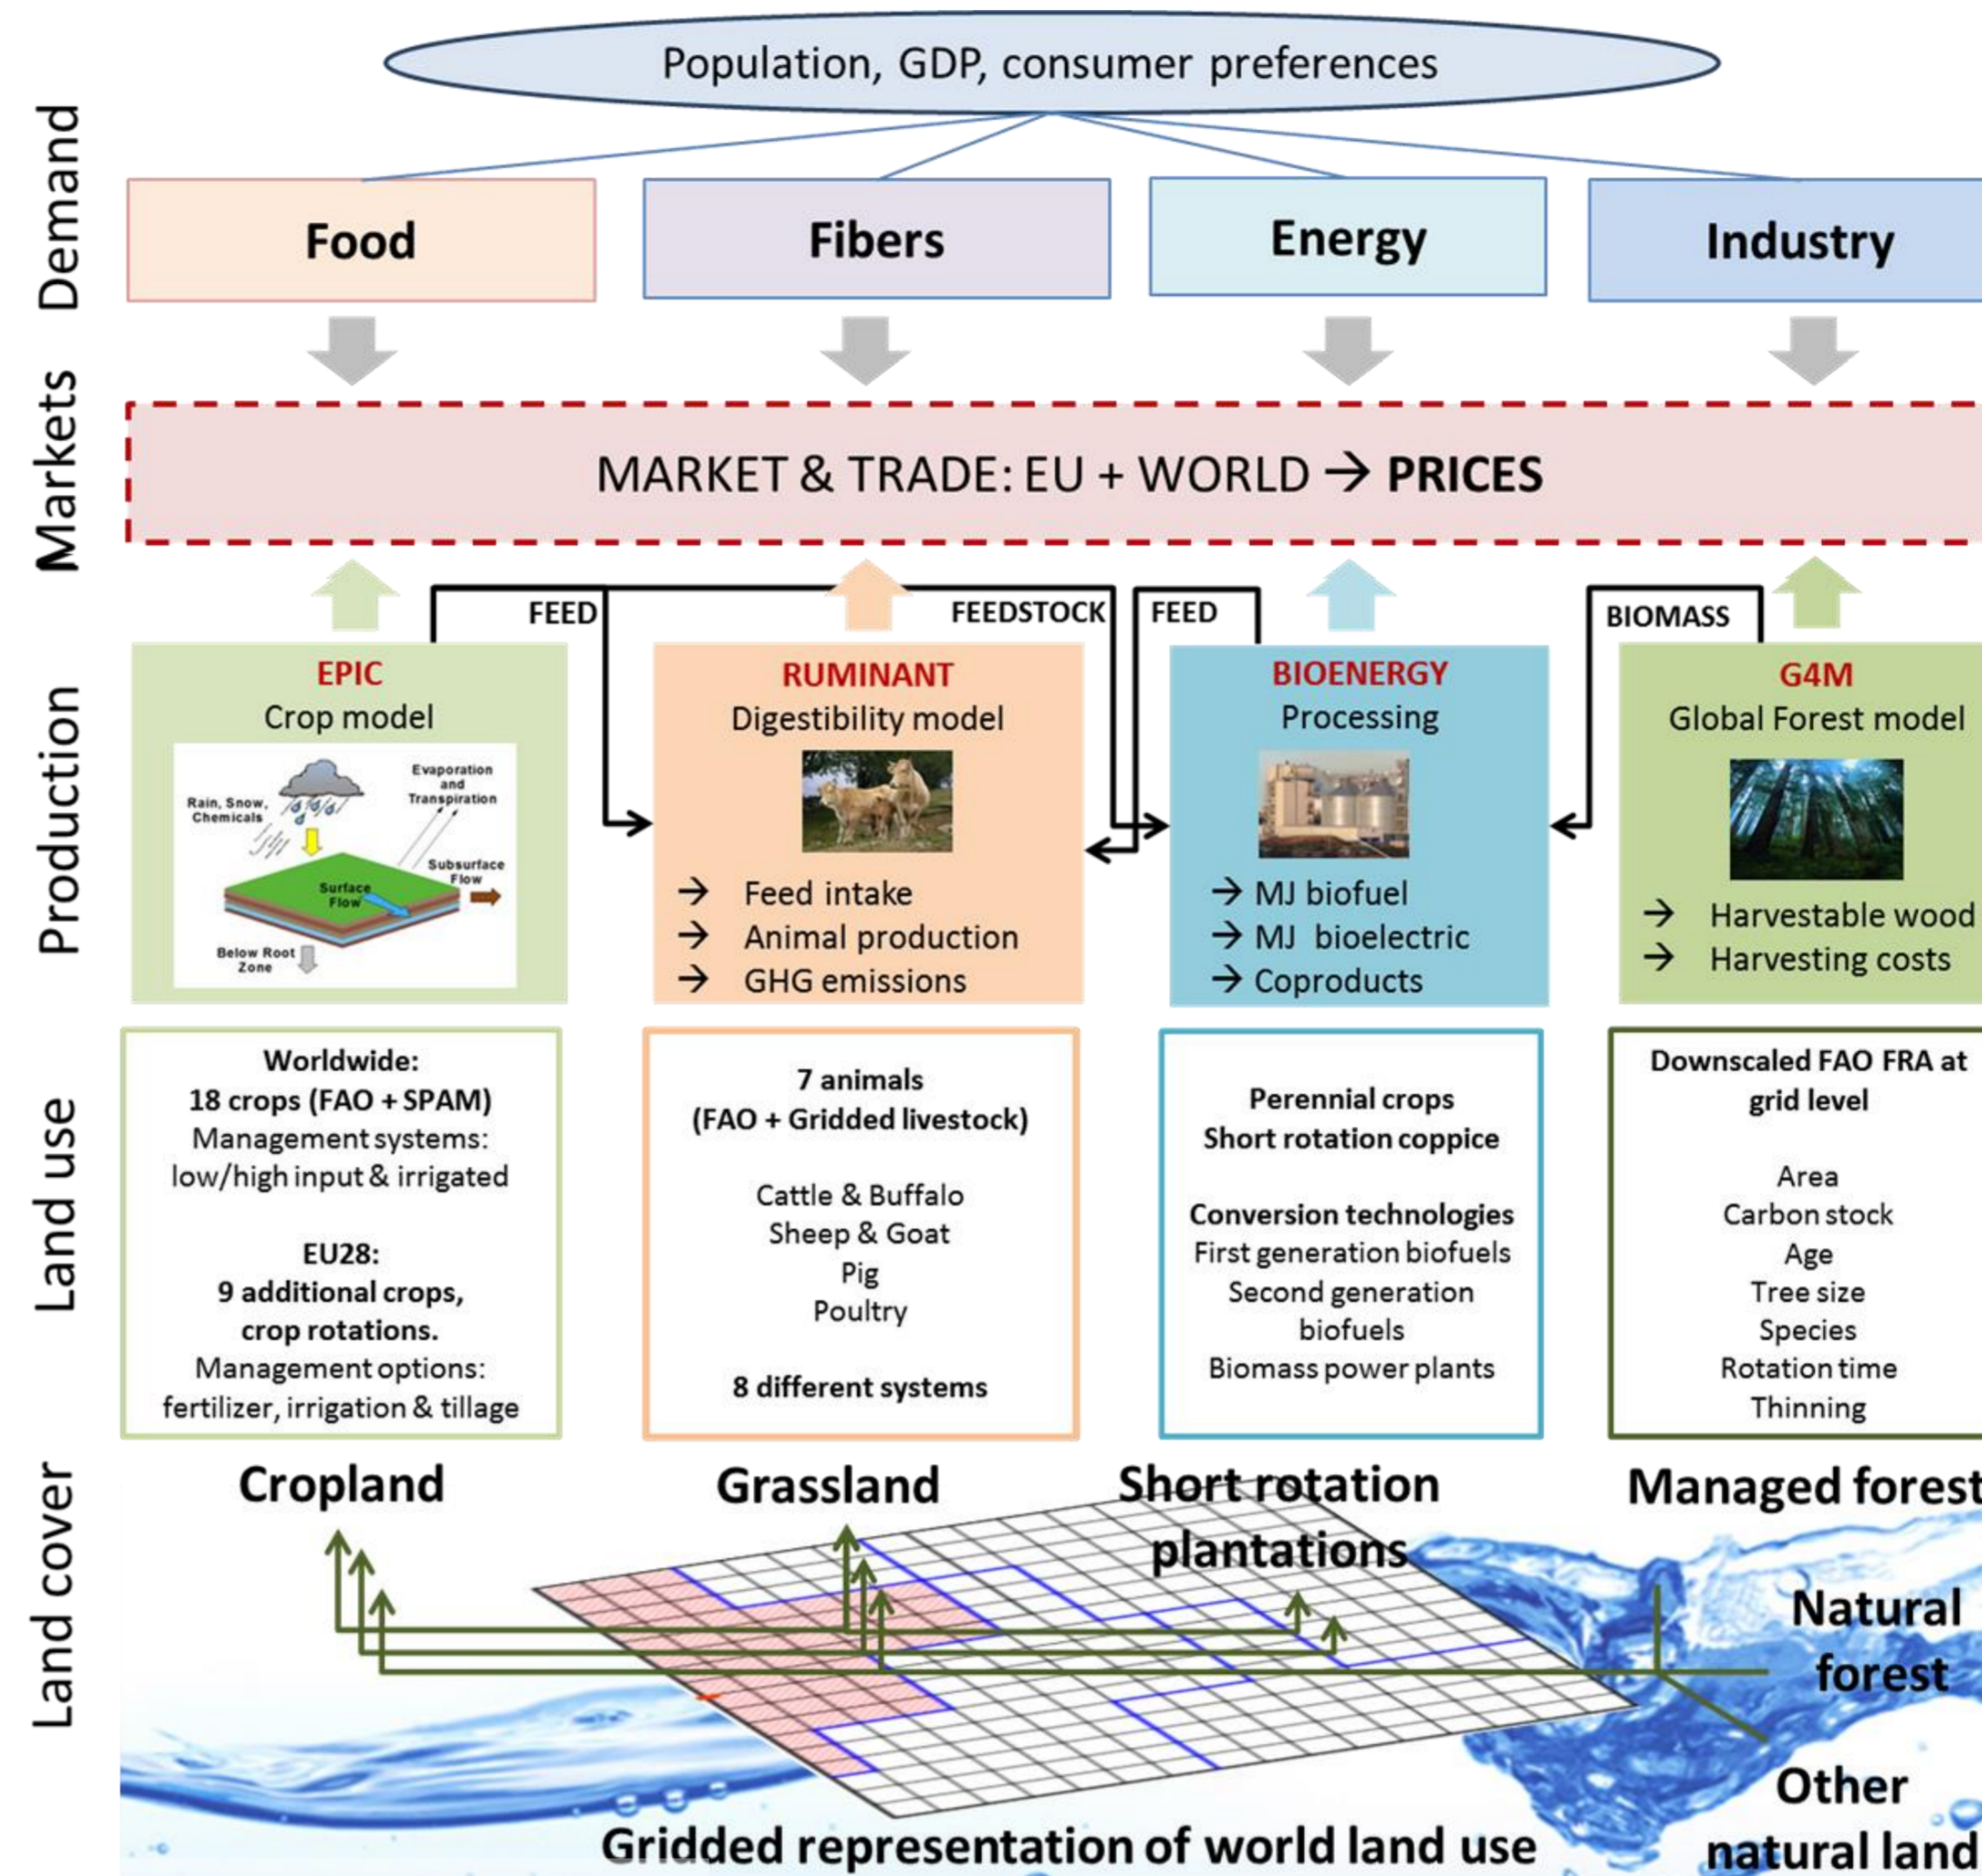 Population, GDP, consumer preferences
Demand
Food
Fibers
Energy
Industry
Markets
MARKET & TRADE: EU + WORLD → PRICES
FEED
FEEDSTOCK
FEED
BIOMASS
Production
EPIC
Crop model
Rain, Snow,
Chemicals
Evaporation
and
Transpiration
Subsurface
Flow
Surface
Flow
Below Root
Zone
RUMINANT
Digestibility model
→ Feed intake
→ Animal production
→ GHG emissions
BIOENERGY
Processing
→ MJ biofuel
→ MJ bioelectric
→ Coproducts
G4M
Global Forest model
→ Harvestable wood
→ Harvesting costs
Land use
Worldwide:
18 crops (FAO + SPAM)
Management systems:
low/high input & irrigated
EU28:
9 additional crops,
crop rotations.
Management options:
fertilizer, irrigation & tillage
7 animals
(FAO + Gridded livestock)
Cattle & Buffalo
Sheep & Goat
Pig
Poultry
8 different systems
Perennial crops
Short rotation coppice
Conversion technologies
First generation biofuels
Second generation
biofuels
Biomass power plants
Downscaled FAO FRA at
grid level
Area
Carbon stock
Age
Tree size
Species
Rotation time
Thinning
Land cover
Cropland
Grassland
Short rotation
plantations
Managed forest
Natural
forest
Other
natural land
Gridded representation of world land use